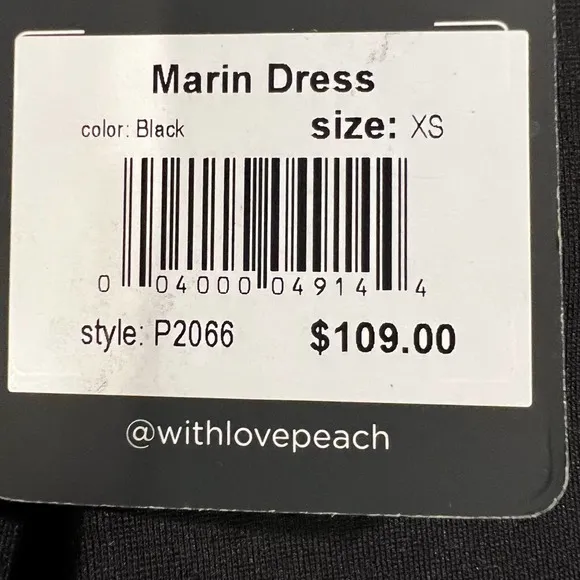 Marin Dress
color: Black size: XS
0 04000 04914 4
style: P2066 $109.00
@withlovepeach